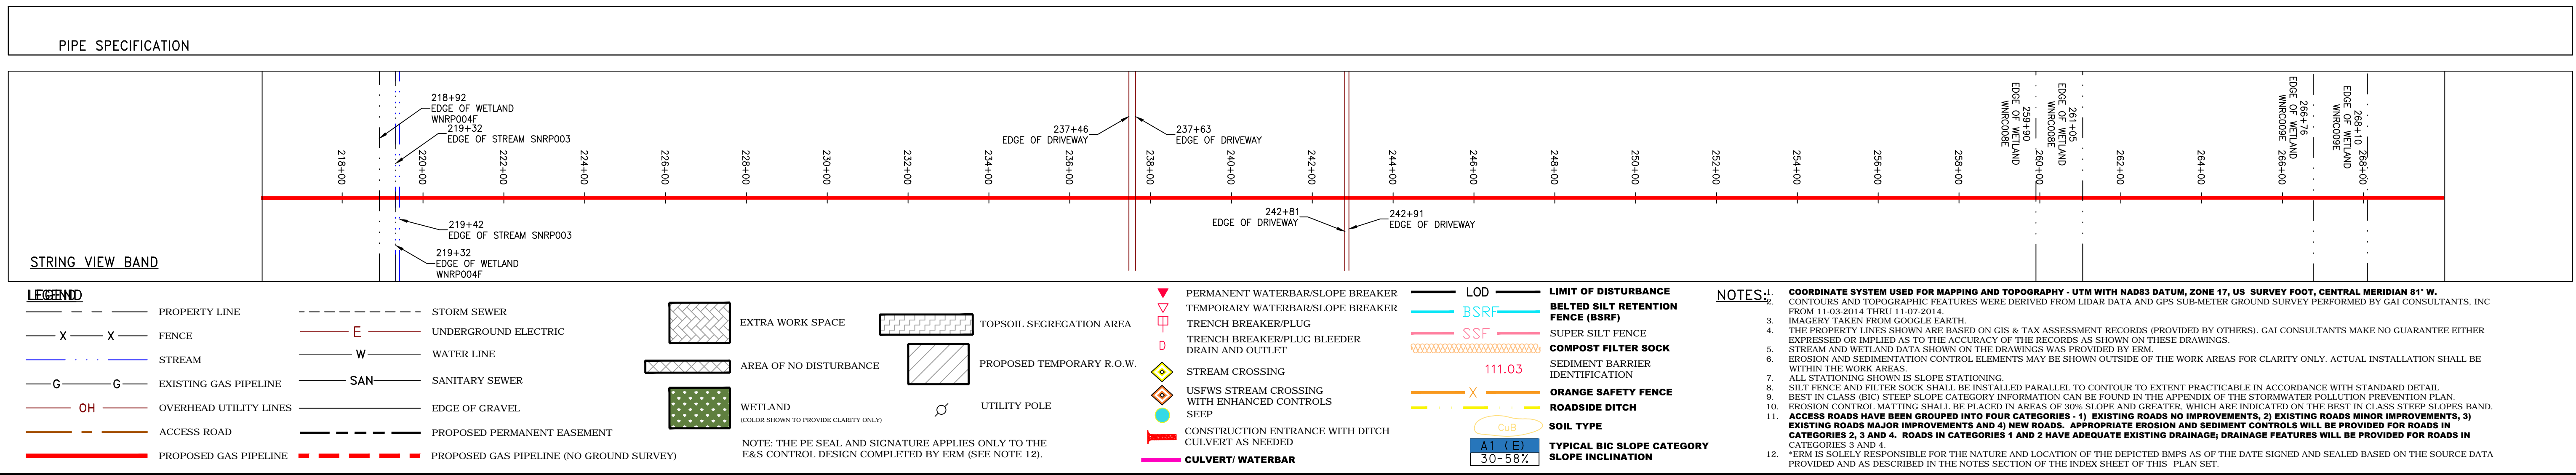 PIPE SPECIFICATION
218+92
EDGE OF WETLAND
WNRP004F
219+32
EDGE OF STREAM SNRP003
237+46
EDGE OF DRIVEWAY
237+63
EDGE OF DRIVEWAY
259+90
EDGE OF WETLAND
WNRC008E
261+05
EDGE OF WETLAND
WNRC008E
266+76
EDGE OF WETLAND
WNRC009E
268+10
EDGE OF WETLAND
WNRC009E
218+00
220+00
222+00
224+00
226+00
228+00
230+00
232+00
234+00
236+00
238+00
240+00
242+00
244+00
246+00
248+00
250+00
252+00
254+00
256+00
258+00
260+00
262+00
264+00
266+00
268+00
219+42
EDGE OF STREAM SNRP003
219+32
EDGE OF WETLAND
WNRP004F
242+81
EDGE OF DRIVEWAY
242+91
EDGE OF DRIVEWAY
STRING VIEW BAND
LEGEND
PROPERTY LINE
X X FENCE
STREAM
G G EXISTING GAS PIPELINE
OH OVERHEAD UTILITY LINES
ACCESS ROAD
PROPOSED GAS PIPELINE
STORM SEWER
E UNDERGROUND ELECTRIC
W WATER LINE
SAN SANITARY SEWER
EDGE OF GRAVEL
PROPOSED PERMANENT EASEMENT
PROPOSED GAS PIPELINE (NO GROUND SURVEY)
EXTRA WORK SPACE
AREA OF NO DISTURBANCE
WETLAND
(COLOR SHOWN TO PROVIDE CLARITY ONLY)
TOPSOIL SEGREGATION AREA
PROPOSED TEMPORARY R.O.W.
UTILITY POLE
NOTE: THE PE SEAL AND SIGNATURE APPLIES ONLY TO THE
E&S CONTROL DESIGN COMPLETED BY ERM (SEE NOTE 12).
PERMANENT WATERBAR/SLOPE BREAKER
TEMPORARY WATERBAR/SLOPE BREAKER
TRENCH BREAKER/PLUG
D TRENCH BREAKER/PLUG BLEEDER
DRAIN AND OUTLET
STREAM CROSSING
USFWS STREAM CROSSING
WITH ENHANCED CONTROLS
SEEP
CONSTRUCTION ENTRANCE WITH DITCH
CULVERT AS NEEDED
CULVERT/ WATERBAR
LOD LIMIT OF DISTURBANCE
BSRF BELTED SILT RETENTION
FENCE (BSRF)
SSF SUPER SILT FENCE
COMPOST FILTER SOCK
111.03 SEDIMENT BARRIER
IDENTIFICATION
X ORANGE SAFETY FENCE
ROADSIDE DITCH
CuB SOIL TYPE
A1 (E) TYPICAL BIC SLOPE CATEGORY
30-58% SLOPE INCLINATION
NOTES:
1. COORDINATE SYSTEM USED FOR MAPPING AND TOPOGRAPHY - UTM WITH NAD83 DATUM, ZONE 17, US SURVEY FOOT, CENTRAL MERIDIAN 81° W.
2. CONTOURS AND TOPOGRAPHIC FEATURES WERE DERIVED FROM LIDAR DATA AND GPS SUB-METER GROUND SURVEY PERFORMED BY GAI CONSULTANTS, INC
FROM 11-03-2014 THRU 11-07-2014.
3. IMAGERY TAKEN FROM GOOGLE EARTH.
4. THE PROPERTY LINES SHOWN ARE BASED ON GIS & TAX ASSESSMENT RECORDS (PROVIDED BY OTHERS). GAI CONSULTANTS MAKE NO GUARANTEE EITHER
EXPRESSED OR IMPLIED AS TO THE ACCURACY OF THE RECORDS AS SHOWN ON THESE DRAWINGS.
5. STREAM AND WETLAND DATA SHOWN ON THE DRAWINGS WAS PROVIDED BY ERM.
6. EROSION AND SEDIMENTATION CONTROL ELEMENTS MAY BE SHOWN OUTSIDE OF THE WORK AREAS FOR CLARITY ONLY. ACTUAL INSTALLATION SHALL BE
WITHIN THE WORK AREAS.
7. ALL STATIONING SHOWN IS SLOPE STATIONING.
8. SILT FENCE AND FILTER SOCK SHALL BE INSTALLED PARALLEL TO CONTOUR TO EXTENT PRACTICABLE IN ACCORDANCE WITH STANDARD DETAIL
9. BEST IN CLASS (BIC) STEEP SLOPE CATEGORY INFORMATION CAN BE FOUND IN THE APPENDIX OF THE STORMWATER POLLUTION PREVENTION PLAN.
10. EROSION CONTROL MATTING SHALL BE PLACED IN AREAS OF 30% SLOPE AND GREATER, WHICH ARE INDICATED ON THE BEST IN CLASS STEEP SLOPES BAND.
11. ACCESS ROADS HAVE BEEN GROUPED INTO FOUR CATEGORIES - 1) EXISTING ROADS NO IMPROVEMENTS, 2) EXISTING ROADS MINOR IMPROVEMENTS, 3)
EXISTING ROADS MAJOR IMPROVEMENTS AND 4) NEW ROADS. APPROPRIATE EROSION AND SEDIMENT CONTROLS WILL BE PROVIDED FOR ROADS IN
CATEGORIES 2, 3 AND 4. ROADS IN CATEGORIES 1 AND 2 HAVE ADEQUATE EXISTING DRAINAGE; DRAINAGE FEATURES WILL BE PROVIDED FOR ROADS IN
CATEGORIES 3 AND 4.
12. *ERM IS SOLELY RESPONSIBLE FOR THE NATURE AND LOCATION OF THE DEPICTED BMPS AS OF THE DATE SIGNED AND SEALED BASED ON THE SOURCE DATA
PROVIDED AND AS DESCRIBED IN THE NOTES SECTION OF THE INDEX SHEET OF THIS PLAN SET.